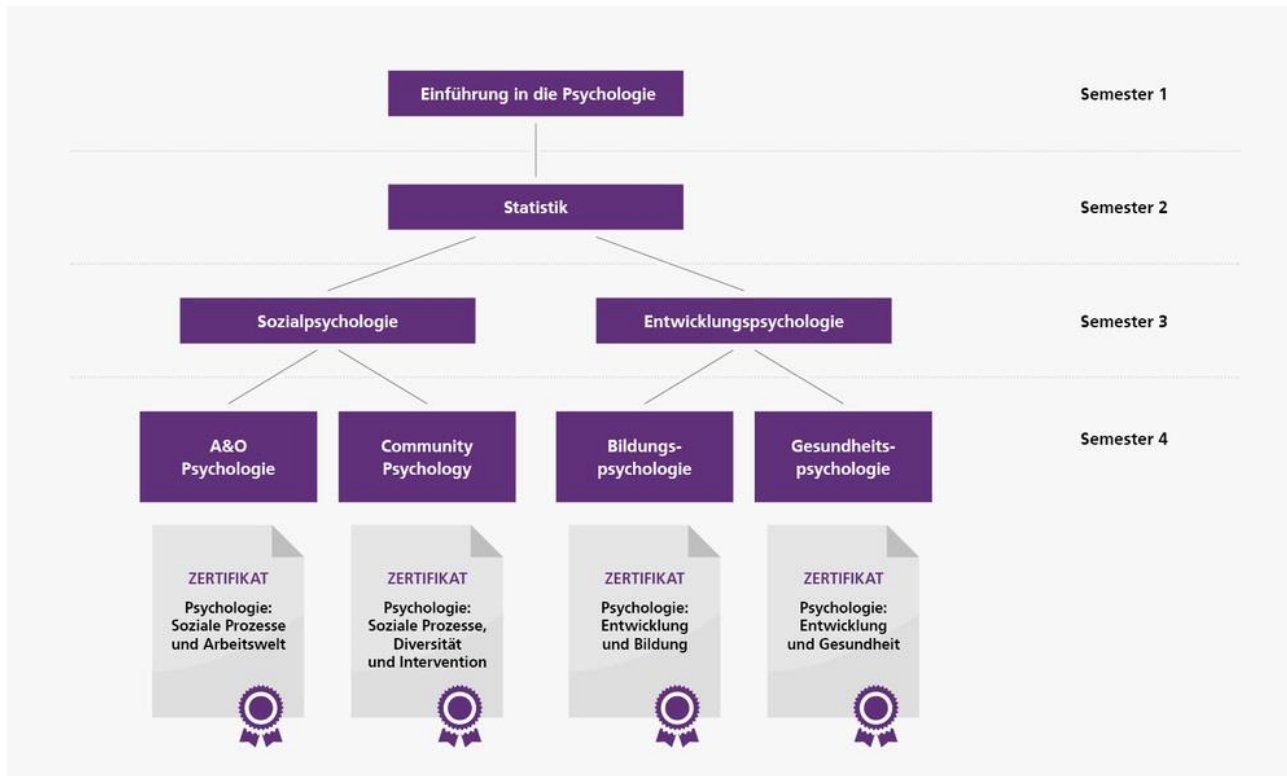 Einführung in die Psychologie
Semester 1
Statistik
Semester 2
Sozialpsychologie
Entwicklungspsychologie
Semester 3
A&O
Psychologie
Community
Psychology
Bildungs-
psychologie
Gesundheits-
psychologie
Semester 4
ZERTIFIKAT
Psychologie:
Soziale Prozesse
und Arbeitswelt
ZERTIFIKAT
Psychologie:
Soziale Prozesse,
Diversität
und Intervention
ZERTIFIKAT
Psychologie:
Entwicklung
und Bildung
ZERTIFIKAT
Psychologie:
Entwicklung
und Gesundheit